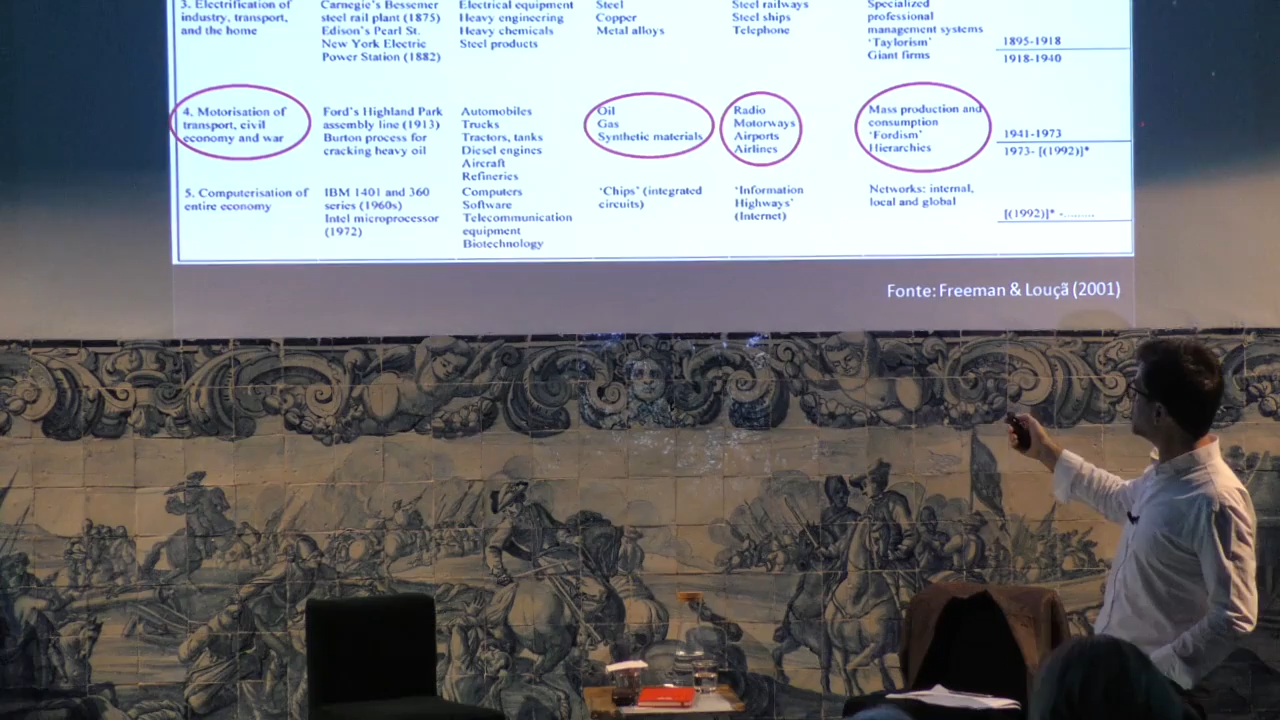 3. Electrification of
industry, transport,
and the home
Carnegie's Bessemer
steel rail plant (1875)
Edison's Pearl St.
New York Electric
Power Station (1882)
Electrical equipment
Heavy engineering
Heavy chemicals
Steel products
Steel
Copper
Metal alloys
Steel railways
Steel ships
Telephone
Specialized
professional
management systems
'Taylorism'
Giant firms
1895-1918
1918-1940
4. Motorisation of
transport, civil
economy and war
Ford's Highland Park
assembly line (1913)
Burton process for
cracking heavy oil
Automobiles
Trucks
Tractors, tanks
Diesel engines
Aircraft
Refineries
Oil
Gas
Synthetic materials
Radio
Motorways
Airports
Airlines
Mass production and
consumption
'Fordism'
Hierarchies
1941-1973
1973- [(1992)]*
5. Computerisation of
entire economy
IBM 1401 and 360
series (1960s)
Intel microprocessor
(1972)
Computers
Software
Telecommunication
equipment
Biotechnology
'Chips' (integrated
circuits)
'Information
Highways'
(Internet)
Networks: internal,
local and global
[(1992)]* -.........
Fonte: Freeman & Louçã (2001)